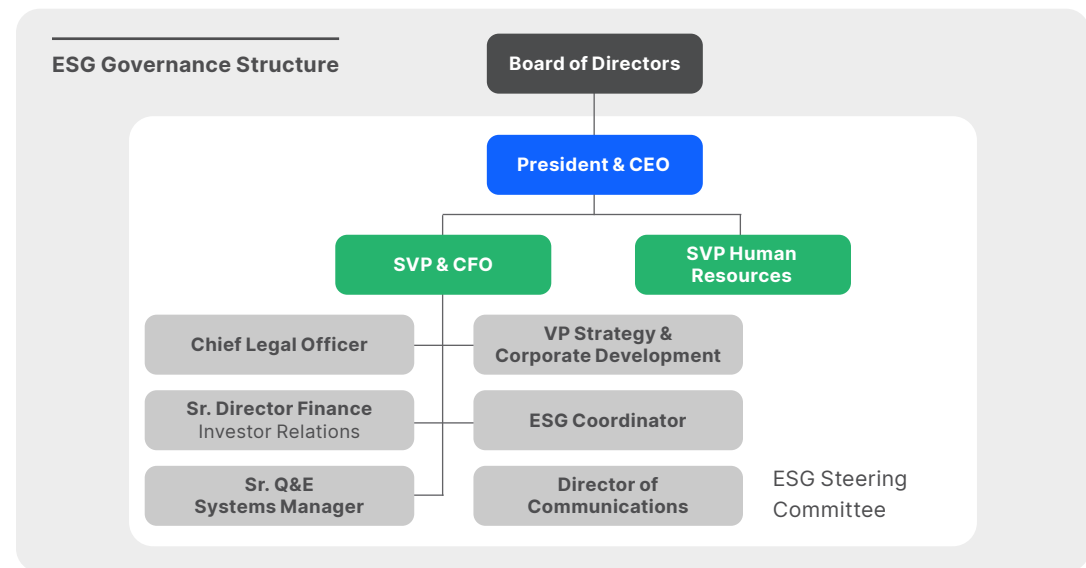 ESG Governance Structure
Board of Directors
President & CEO
SVP & CFO
SVP Human
Resources
Chief Legal Officer
VP Strategy &
Corporate Development
Sr. Director Finance
Investor Relations
ESG Coordinator
Sr. Q&E
Systems Manager
Director of
Communications
ESG Steering
Committee